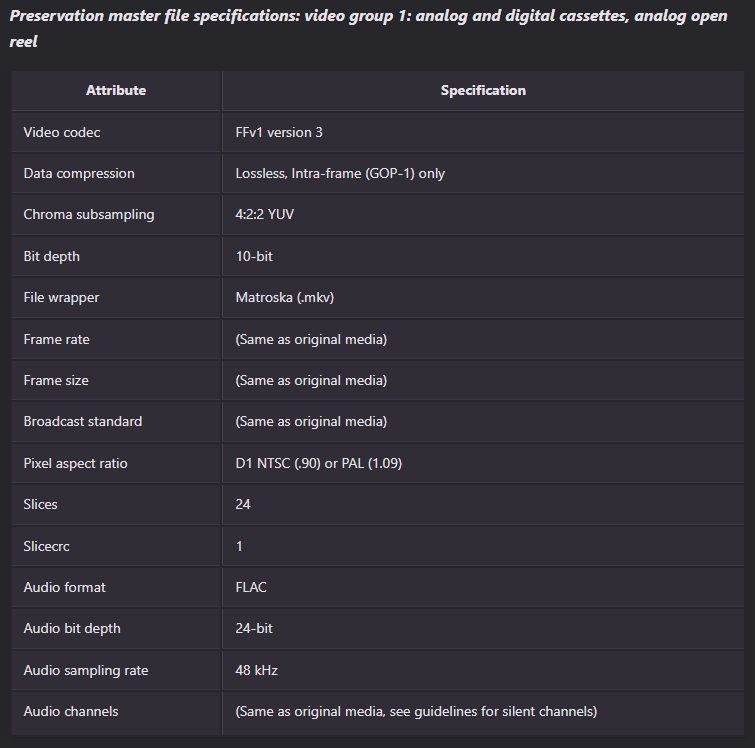 Preservation master file specifications: video group 1: analog and digital cassettes, analog open
reel
Attribute Specification
Video codec FFv1 version 3
Data compression Lossless, Intra-frame (GOP-1) only
Chroma subsampling 4:2:2 YUV
Bit depth 10-bit
File wrapper Matroska (.mkv)
Frame rate (Same as original media)
Frame size (Same as original media)
Broadcast standard (Same as original media)
Pixel aspect ratio D1 NTSC (.90) or PAL (1.09)
Slices 24
Slicecrc 1
Audio format FLAC
Audio bit depth 24-bit
Audio sampling rate 48 kHz
Audio channels (Same as original media, see guidelines for silent channels)